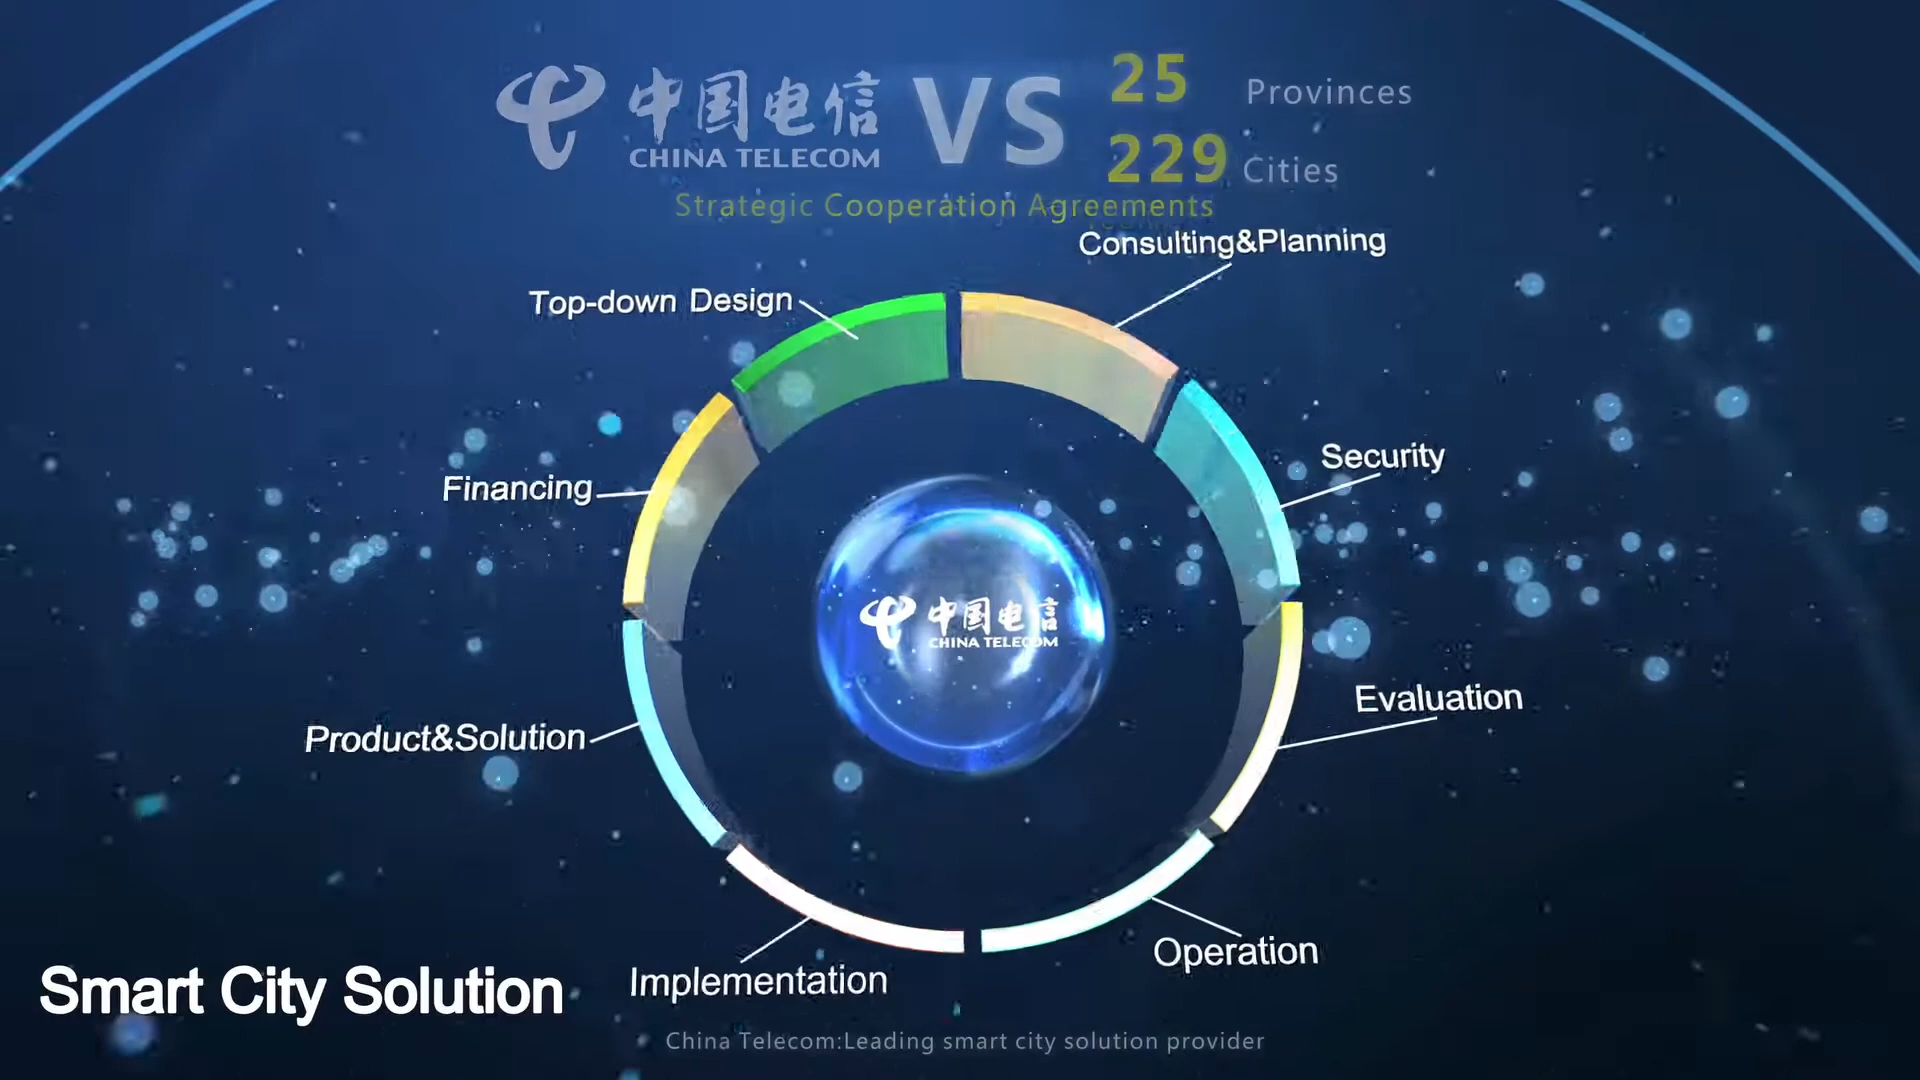 中国电信
CHINA TELECOM
VS
25 Provinces
229 Cities
Strategic Cooperation Agreements
Consulting&Planning
Top-down Design
Security
Financing
中国电信
CHINA TELECOM
Evaluation
Product&Solution
Operation
Implementation
Smart City Solution
China Telecom:Leading smart city solution provider